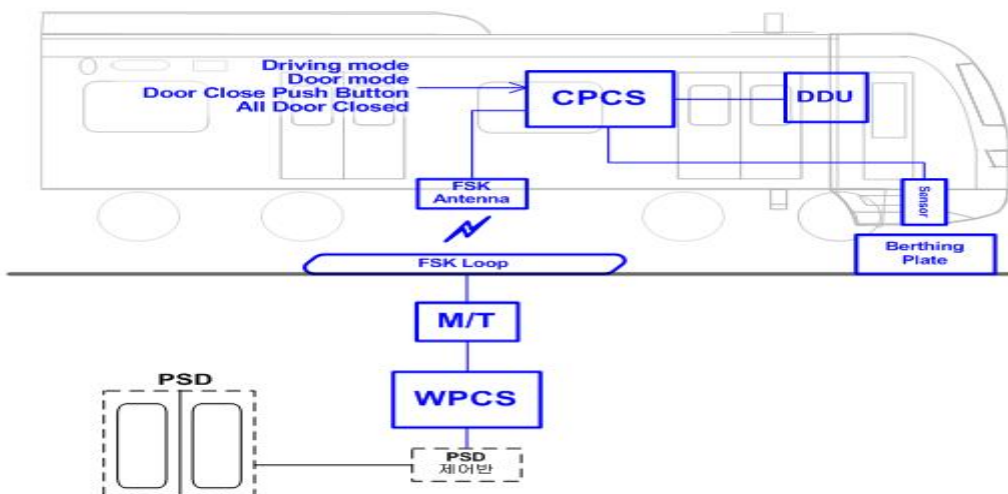 Driving mode
Door mode
Door Close Push Button
All Door Closed
CPCS
DDU
FSK
Antenna
Sensor
Berthing
Plate
FSK Loop
M/T
WPCS
PSD
PSD
제어반